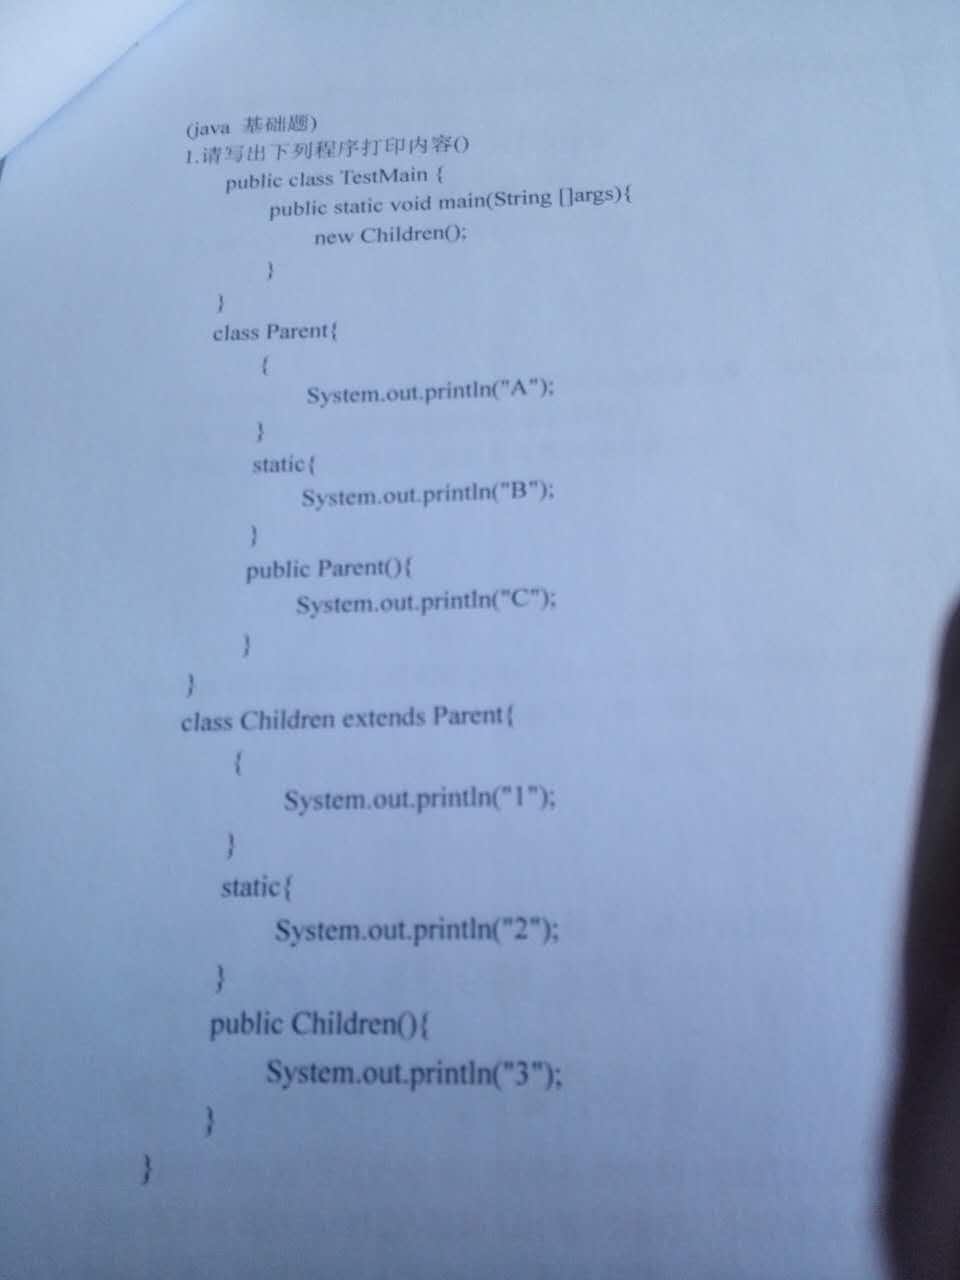 (java 基础题)
1.请写出下列程序打印内容()
public class TestMain {
public static void main(String []args){
new Children();
}
}
class Parent{
{
System.out.println("A");
}
static{
System.out.println("B");
}
public Parent(){
System.out.println("C");
}
}
class Children extends Parent{
{
System.out.println("1");
}
static{
System.out.println("2");
}
public Children(){
System.out.println("3");
}
}